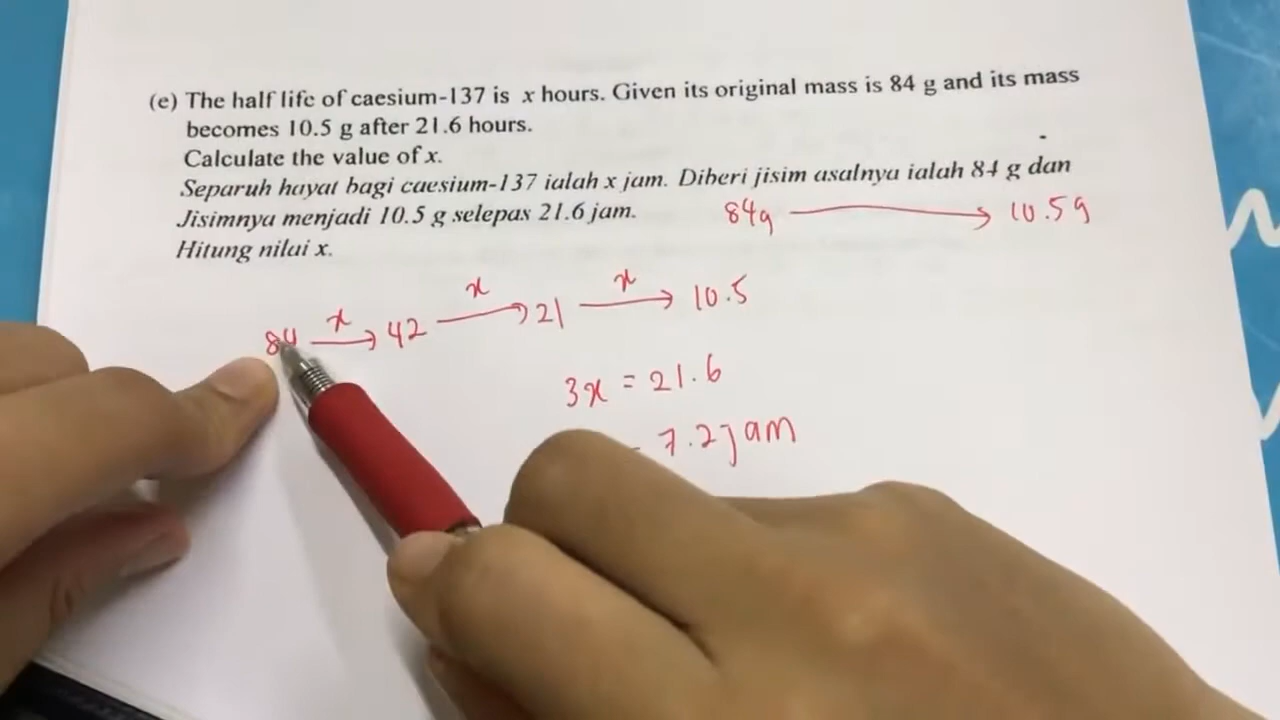 (e) The half life of caesium-137 is x hours. Given its original mass is 84 g and its mass
becomes 10.5 g after 21.6 hours.
Calculate the value of x.
Separuh hayat bagi caesium-137 ialah x jam. Diberi jisim asalnya ialah 84 g dan
Jisimnya menjadi 10.5 g selepas 21.6 jam.
84g → 10.5g
Hitung nilai x.
84 x→ 42 x→ 21 x→ 10.5
3x = 21.6
= 7.2 jam